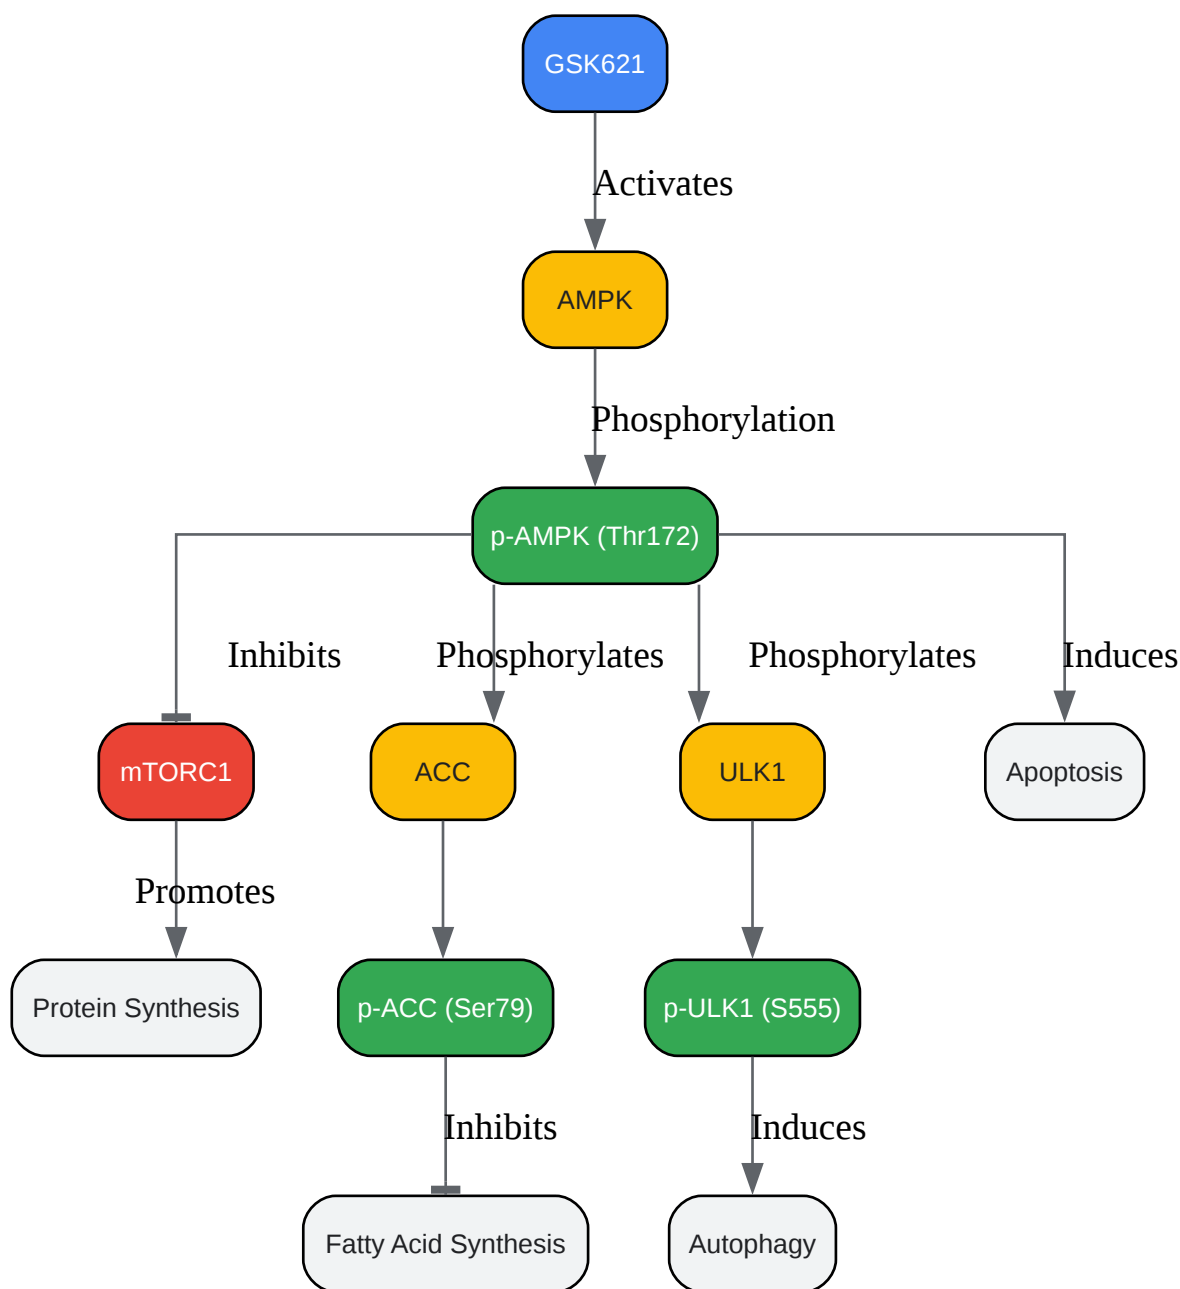 GSK621
Activates
AMPK
Phosphorylation
p-AMPK (Thr172)
Inhibits
Phosphorylates
Phosphorylates
Induces
mTORC1
ACC
ULK1
Apoptosis
Promotes
Protein Synthesis
p-ACC (Ser79)
p-ULK1 (S555)
Inhibits
Induces
Fatty Acid Synthesis
Autophagy